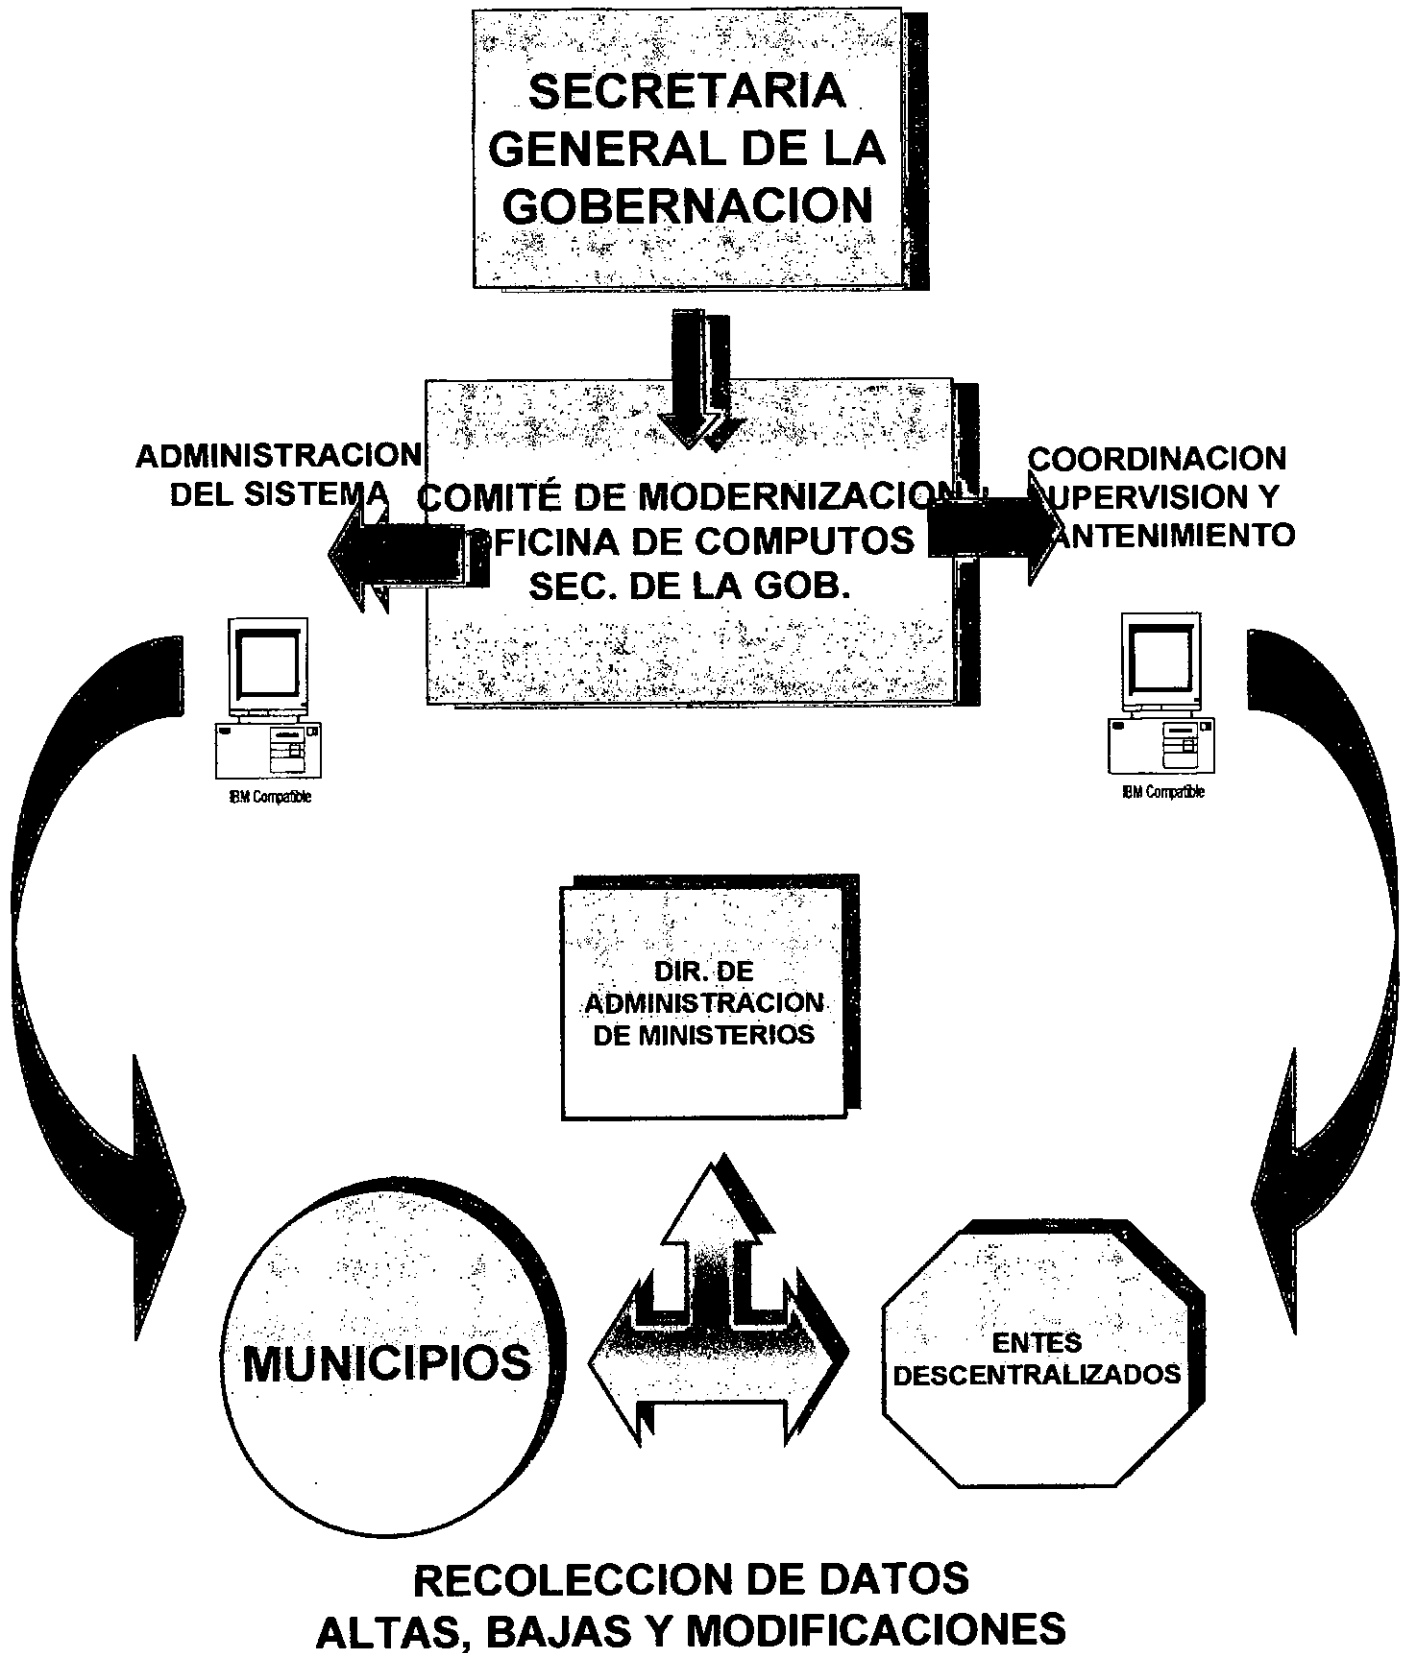 SECRETARIA
GENERAL DE LA
GOBERNACION
ADMINISTRACION
DEL SISTEMA
COMITÉ DE MODERNIZACION
OFICINA DE COMPUTOS
SEC. DE LA GOB.
COORDINACION
UPERVISION Y
ANTENIMIENTO
IBM Compatible
IBM Compatible
DIR. DE
ADMINISTRACION
DE MINISTERIOS
MUNICIPIOS
ENTES
DESCENTRALIZADOS
RECOLECCION DE DATOS
ALTAS, BAJAS Y MODIFICACIONES